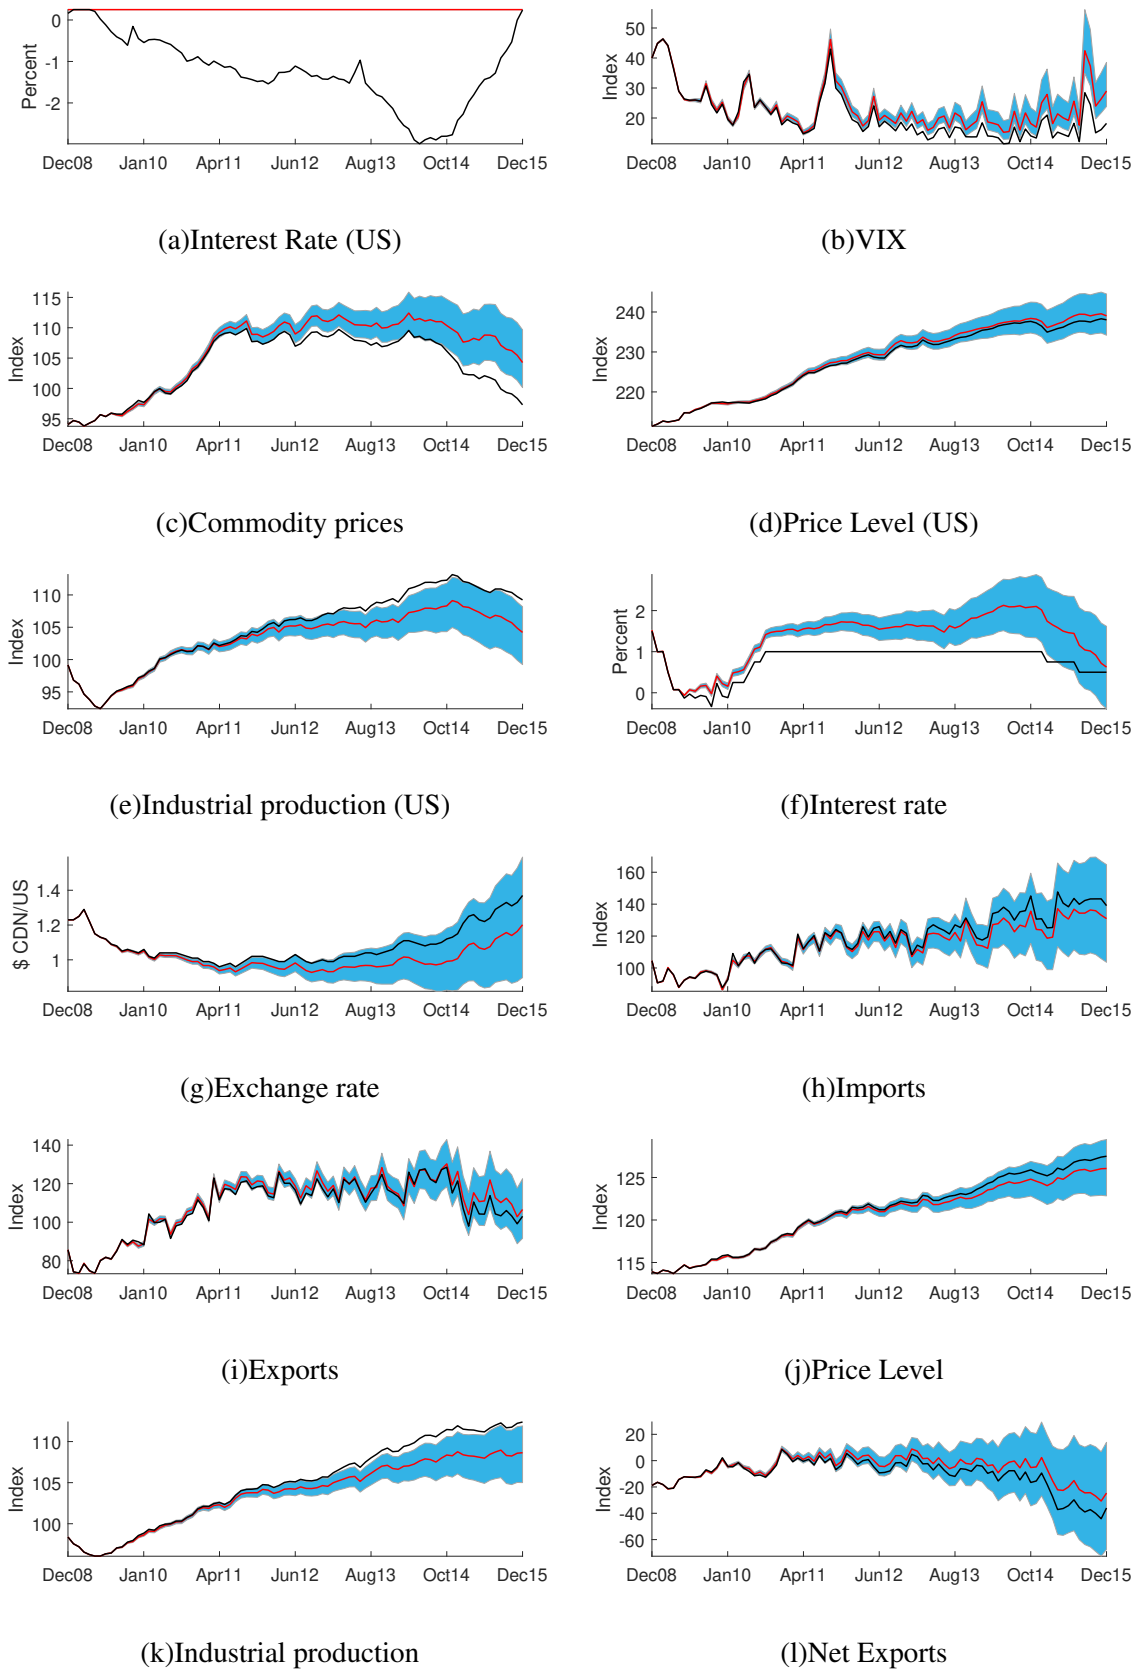 0
-1
-2
Percent
Dec08 Jan10 Apr11 Jun12 Aug13 Oct14 Dec15
(a)Interest Rate (US)
50
40
30
20
Index
Dec08 Jan10 Apr11 Jun12 Aug13 Oct14 Dec15
(b)VIX
115
110
105
100
95
Index
Dec08 Jan10 Apr11 Jun12 Aug13 Oct14 Dec15
(c)Commodity prices
240
230
220
Index
Dec08 Jan10 Apr11 Jun12 Aug13 Oct14 Dec15
(d)Price Level (US)
110
105
100
95
Index
Dec08 Jan10 Apr11 Jun12 Aug13 Oct14 Dec15
(e)Industrial production (US)
2
1
0
Percent
Dec08 Jan10 Apr11 Jun12 Aug13 Oct14 Dec15
(f)Interest rate
1.4
1.2
1
$ CDN/US
Dec08 Jan10 Apr11 Jun12 Aug13 Oct14 Dec15
(g)Exchange rate
160
140
120
100
Index
Dec08 Jan10 Apr11 Jun12 Aug13 Oct14 Dec15
(h)Imports
140
120
100
80
Index
Dec08 Jan10 Apr11 Jun12 Aug13 Oct14 Dec15
(i)Exports
125
120
115
Index
Dec08 Jan10 Apr11 Jun12 Aug13 Oct14 Dec15
(j)Price Level
110
105
100
Index
Dec08 Jan10 Apr11 Jun12 Aug13 Oct14 Dec15
(k)Industrial production
20
0
-20
-40
-60
Index
Dec08 Jan10 Apr11 Jun12 Aug13 Oct14 Dec15
(l)Net Exports